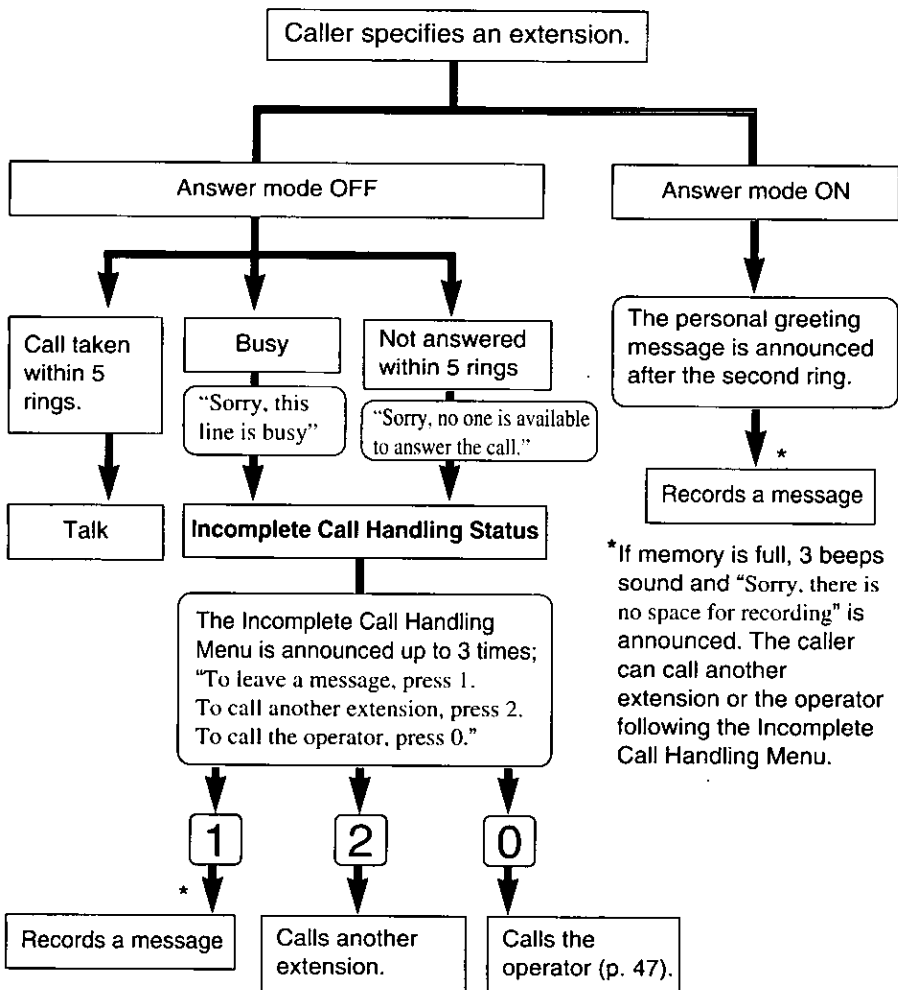 Caller specifies an extension.
Answer mode OFF
Answer mode ON
Call taken
within 5
rings.
Busy
Not answered
within 5 rings
The personal greeting
message is announced
after the second ring.
“Sorry, this
line is busy”
“Sorry, no one is available
to answer the call.”
*
Records a message
Talk
Incomplete Call Handling Status
*If memory is full, 3 beeps
sound and “Sorry, there is
no space for recording” is
announced. The caller
can call another
extension or the operator
following the Incomplete
Call Handling Menu.
The Incomplete Call Handling
Menu is announced up to 3 times;
“To leave a message, press 1.
To call another extension, press 2.
To call the operator, press 0.”
1
2
0
*
Records a message
Calls another
extension.
Calls the
operator (p. 47).